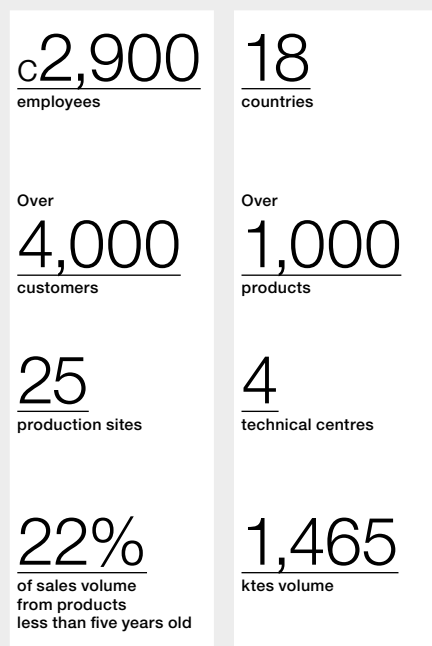 c2,900
employees
18
countries
Over
4,000
customers
Over
1,000
products
25
production sites
4
technical centres
22%
of sales volume
from products
less than five years old
1,465
ktes volume